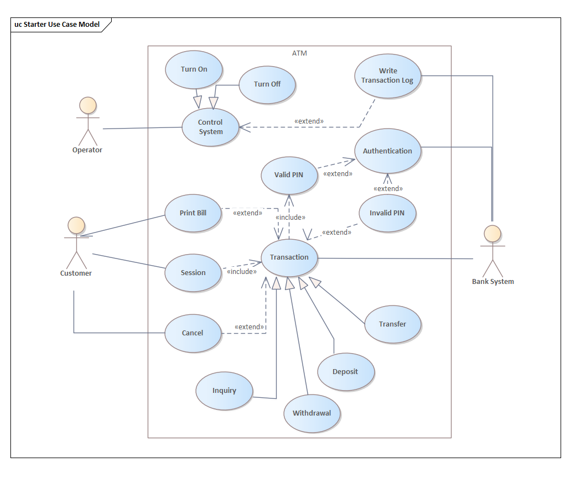 uc Starter Use Case Model
ATM
Turn On
Turn Off
Write
Transaction Log
Control
System
«extend»
Operator
Authentication
Valid PIN
«extend»
«extend»
Print Bill
«extend»
«include»
Invalid PIN
«extend»
Transaction
Customer
Session
«include»
Bank System
Cancel
«extend»
Transfer
Deposit
Inquiry
Withdrawal